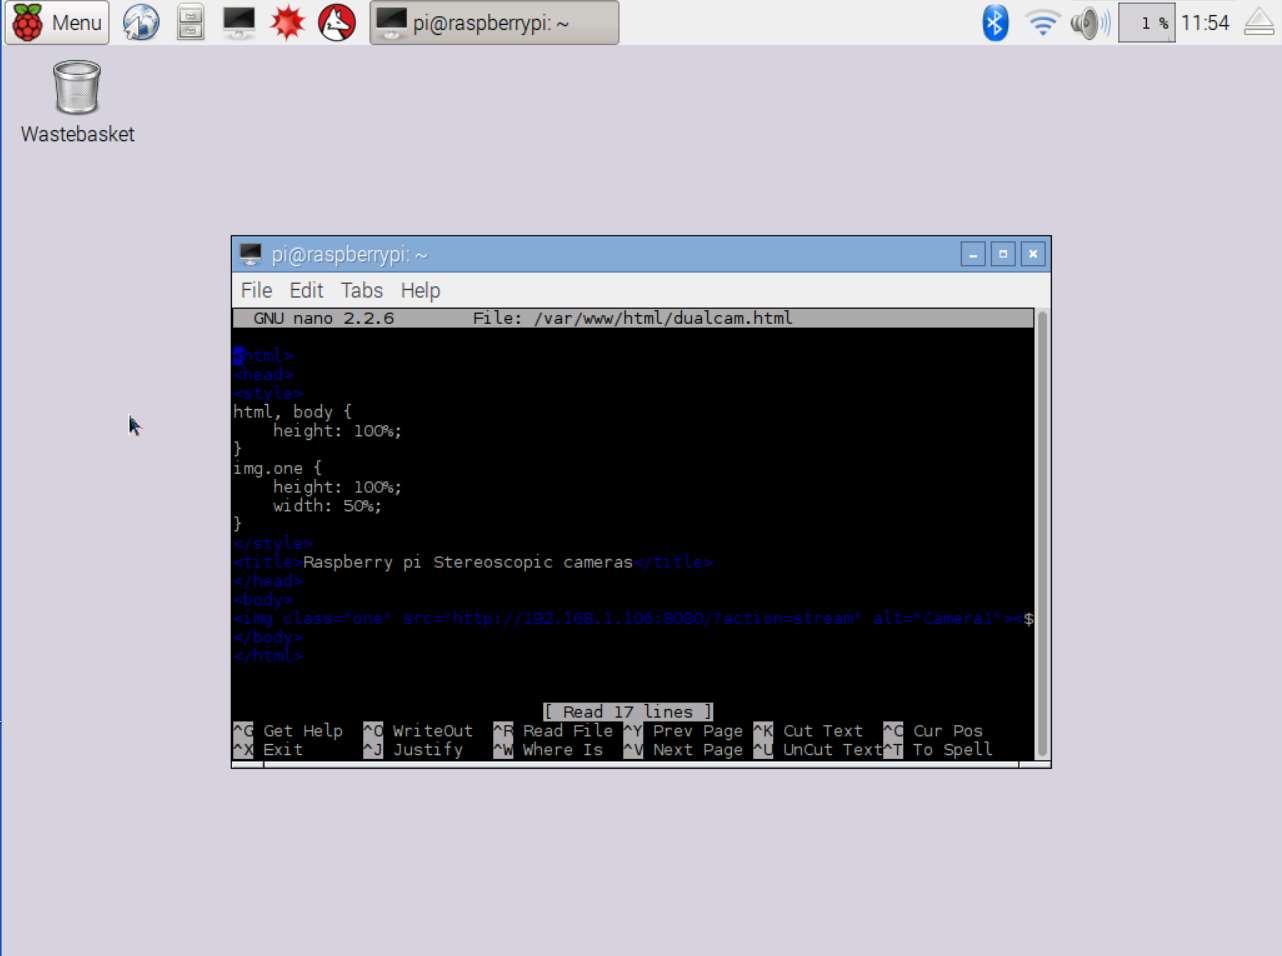 Menu
pi@raspberrypi: ~
1 %
11:54
Wastebasket
pi@raspberrypi: ~
File Edit Tabs Help
GNU nano 2.2.6 File: /var/www/html/dualcam.html
<html>
<head>
<style>
html, body {
    height: 100%;
}
img.one {
    height: 100%;
    width: 50%;
}
</style>
<title>Raspberry pi Stereoscopic cameras</title>
</head>
<body>
<img class="one" src="http://192.168.1.106:8080/?action=stream" alt="Camera1"><$
</body>
</html>
[ Read 17 lines ]
^G Get Help ^O WriteOut ^R Read File ^Y Prev Page ^K Cut Text ^C Cur Pos
^X Exit ^J Justify ^W Where Is ^V Next Page ^U UnCut Text ^T To Spell